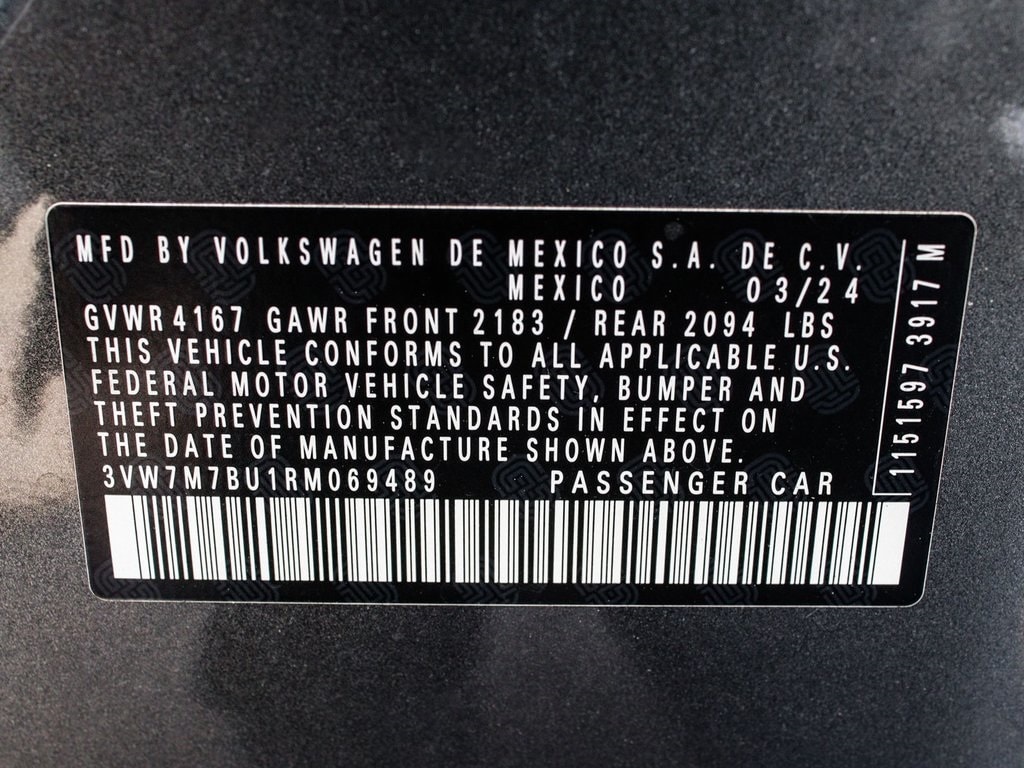 MFD BY VOLKSWAGEN DE MEXICO S.A. DE C.V.
MEXICO 03/24
GVWR 4167 GAWR FRONT 2183 / REAR 2094 LBS
THIS VEHICLE CONFORMS TO ALL APPLICABLE U.S.
FEDERAL MOTOR VEHICLE SAFETY, BUMPER AND
THEFT PREVENTION STANDARDS IN EFFECT ON
THE DATE OF MANUFACTURE SHOWN ABOVE.
3VW7M7BU1RM069489 PASSENGER CAR
1151597 3917 M